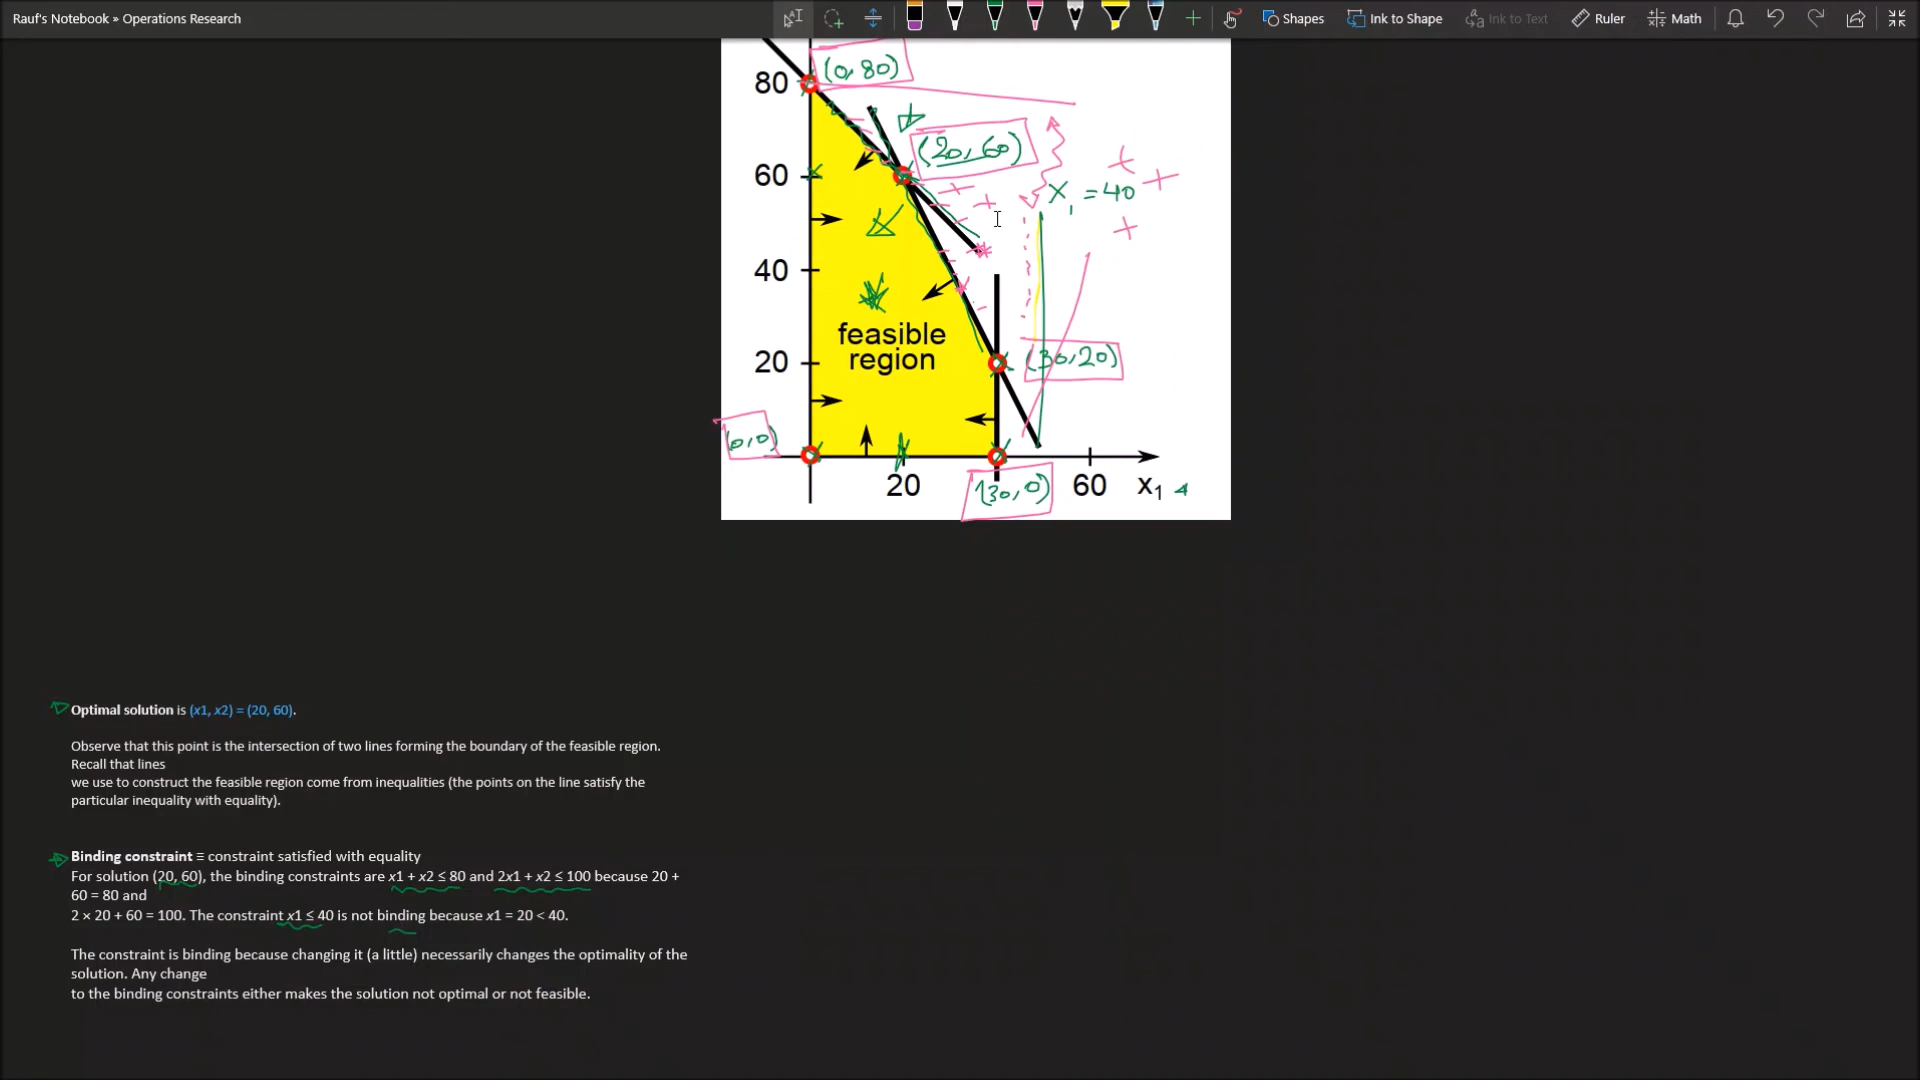 Rauf's Notebook » Operations Research
Shapes
Ink to Shape
Ink to Text
Ruler
Math
80
(0,80)
(20,60)
60
X₁ = 40
40
feasible
region
20
(30,20)
(0,0)
20
(30,0)
60
x₁
Optimal solution is (x1, x2) = (20, 60).
Observe that this point is the intersection of two lines forming the boundary of the feasible region.
Recall that lines
we use to construct the feasible region come from inequalities (the points on the line satisfy the
particular inequality with equality).
Binding constraint ≡ constraint satisfied with equality
For solution (20, 60), the binding constraints are x1 + x2 ≤ 80 and 2x1 + x2 ≤ 100 because 20 +
60 = 80 and
2 × 20 + 60 = 100. The constraint x1 ≤ 40 is not binding because x1 = 20 < 40.
The constraint is binding because changing it (a little) necessarily changes the optimality of the
solution. Any change
to the binding constraints either makes the solution not optimal or not feasible.